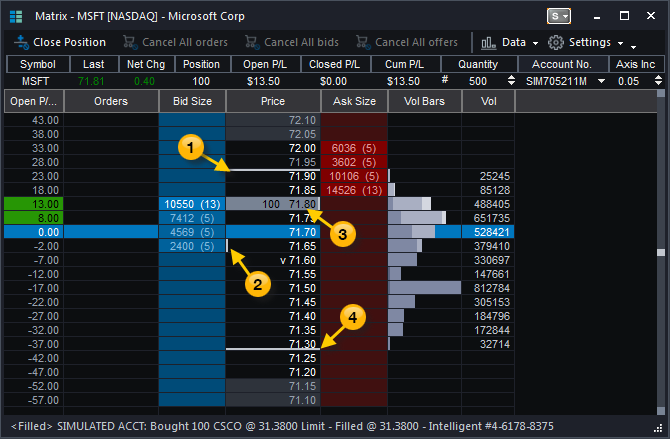 Matrix - MSFT [NASDAQ] - Microsoft Corp S
Close Position Cancel All orders Cancel All bids Cancel All offers Data Settings
Symbol Last Net Chg Position Open P/L Closed P/L Cum P/L Quantity Account No. Axis Inc
MSFT 71.81 0.40 100 $13.50 $0.00 $13.50 # 500 SIM705211M 0.05
Open P/... Orders Bid Size Price Ask Size Vol Bars Vol
43.00 72.10
38.00 72.05
33.00 72.00 6036 (5)
28.00 71.95 3602 (5)
23.00 71.90 10106 (5) 25245
18.00 71.85 14526 (13) 85128
13.00 10550 (13) 100 71.80 488405
8.00 7412 (5) 71.75 651735
0.00 4569 (5) 71.70 528421
-2.00 2400 (5) 71.65 379410
-7.00 v 71.60 330697
-12.00 71.55 147661
-17.00 71.50 812784
-22.00 71.45 305153
-27.00 71.40 184796
-32.00 71.35 172844
-37.00 71.30 32714
-42.00 71.25
-47.00 71.20
-52.00 71.15
-57.00 71.10
1
2
3
4
<Filled> SIMULATED ACCT: Bought 100 CSCO @ 31.3800 Limit - Filled @ 31.3800 - Intelligent #4-6178-8375